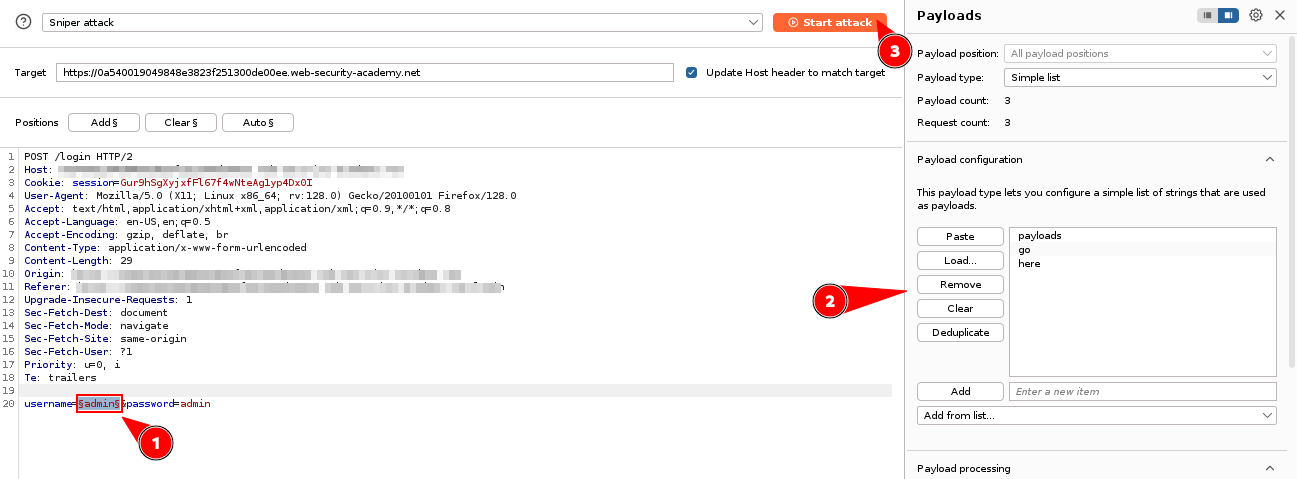 Sniper attack
Start attack
3
Target
https://0a540019049848e3823f251300de00ee.web-security-academy.net
Update Host header to match target
Positions
Add §
Clear §
Auto §
1 POST /login HTTP/2
2 Host:
3 Cookie: session=Gur9hSgXyjxfFl67f4wNteAg1yp4Dx0I
4 User-Agent: Mozilla/5.0 (X11; Linux x86_64; rv:128.0) Gecko/20100101 Firefox/128.0
5 Accept: text/html,application/xhtml+xml,application/xml;q=0.9,*/*;q=0.8
6 Accept-Language: en-US,en;q=0.5
7 Accept-Encoding: gzip, deflate, br
8 Content-Type: application/x-www-form-urlencoded
9 Content-Length: 29
10 Origin:
11 Referer:
12 Upgrade-Insecure-Requests: 1
13 Sec-Fetch-Dest: document
14 Sec-Fetch-Mode: navigate
15 Sec-Fetch-Site: same-origin
16 Sec-Fetch-User: ?1
17 Priority: u=0, i
18 Te: trailers
19
20 username=§admin§&password=admin
1
Payloads
Payload position: All payload positions
Payload type: Simple list
Payload count: 3
Request count: 3
Payload configuration
This payload type lets you configure a simple list of strings that are used
as payloads.
Paste
Load...
Remove
Clear
Deduplicate
payloads
go
here
2
Add
Enter a new item
Add from list...
Payload processing